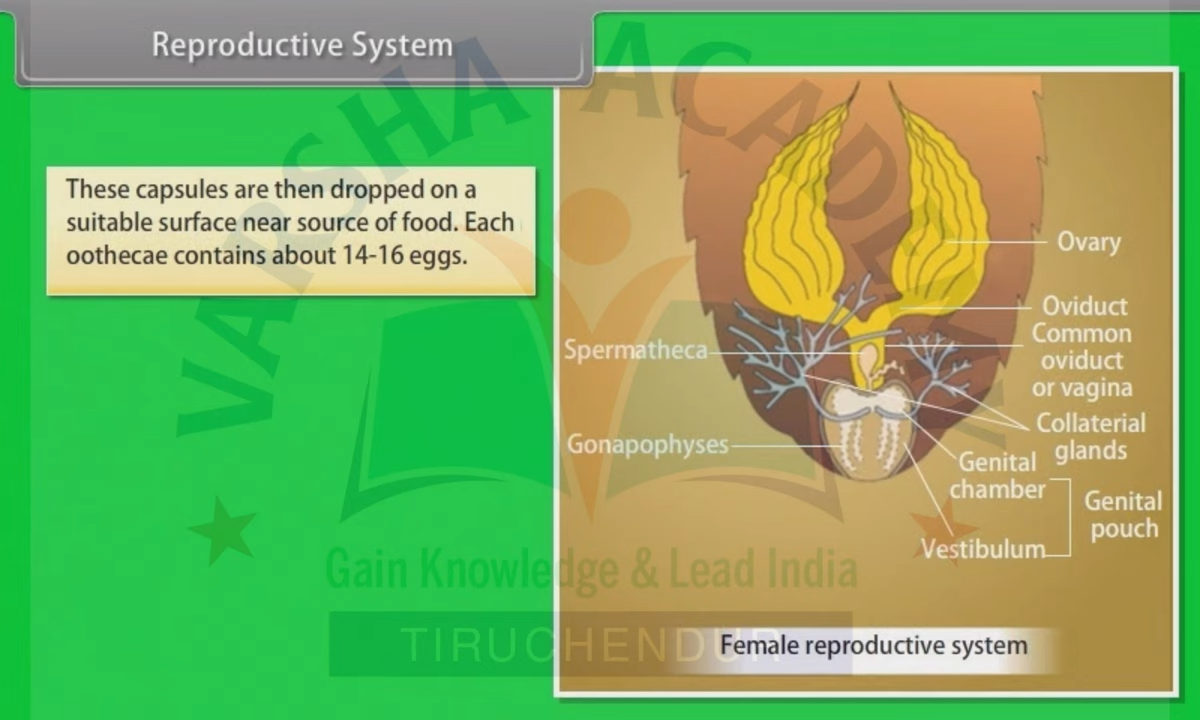 Reproductive System
VARSHA ACADEMY
These capsules are then dropped on a
suitable surface near source of food. Each
oothecae contains about 14-16 eggs.
Ovary
Oviduct
Common
oviduct
or vagina
Spermatheca
Collaterial
glands
Gonapophyses
Genital
chamber
Genital
pouch
Vestibulum
Gain Knowledge & Lead India
TIRUCHENDUR
Female reproductive system